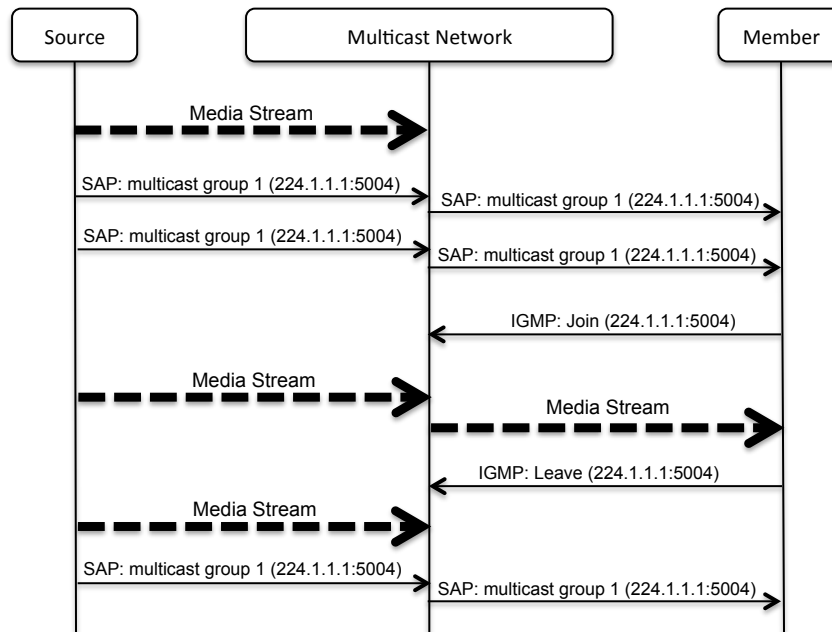 Source
Multicast Network
Member
Media Stream
SAP: multicast group 1 (224.1.1.1:5004)
SAP: multicast group 1 (224.1.1.1:5004)
SAP: multicast group 1 (224.1.1.1:5004)
SAP: multicast group 1 (224.1.1.1:5004)
IGMP: Join (224.1.1.1:5004)
Media Stream
Media Stream
IGMP: Leave (224.1.1.1:5004)
Media Stream
SAP: multicast group 1 (224.1.1.1:5004)
SAP: multicast group 1 (224.1.1.1:5004)